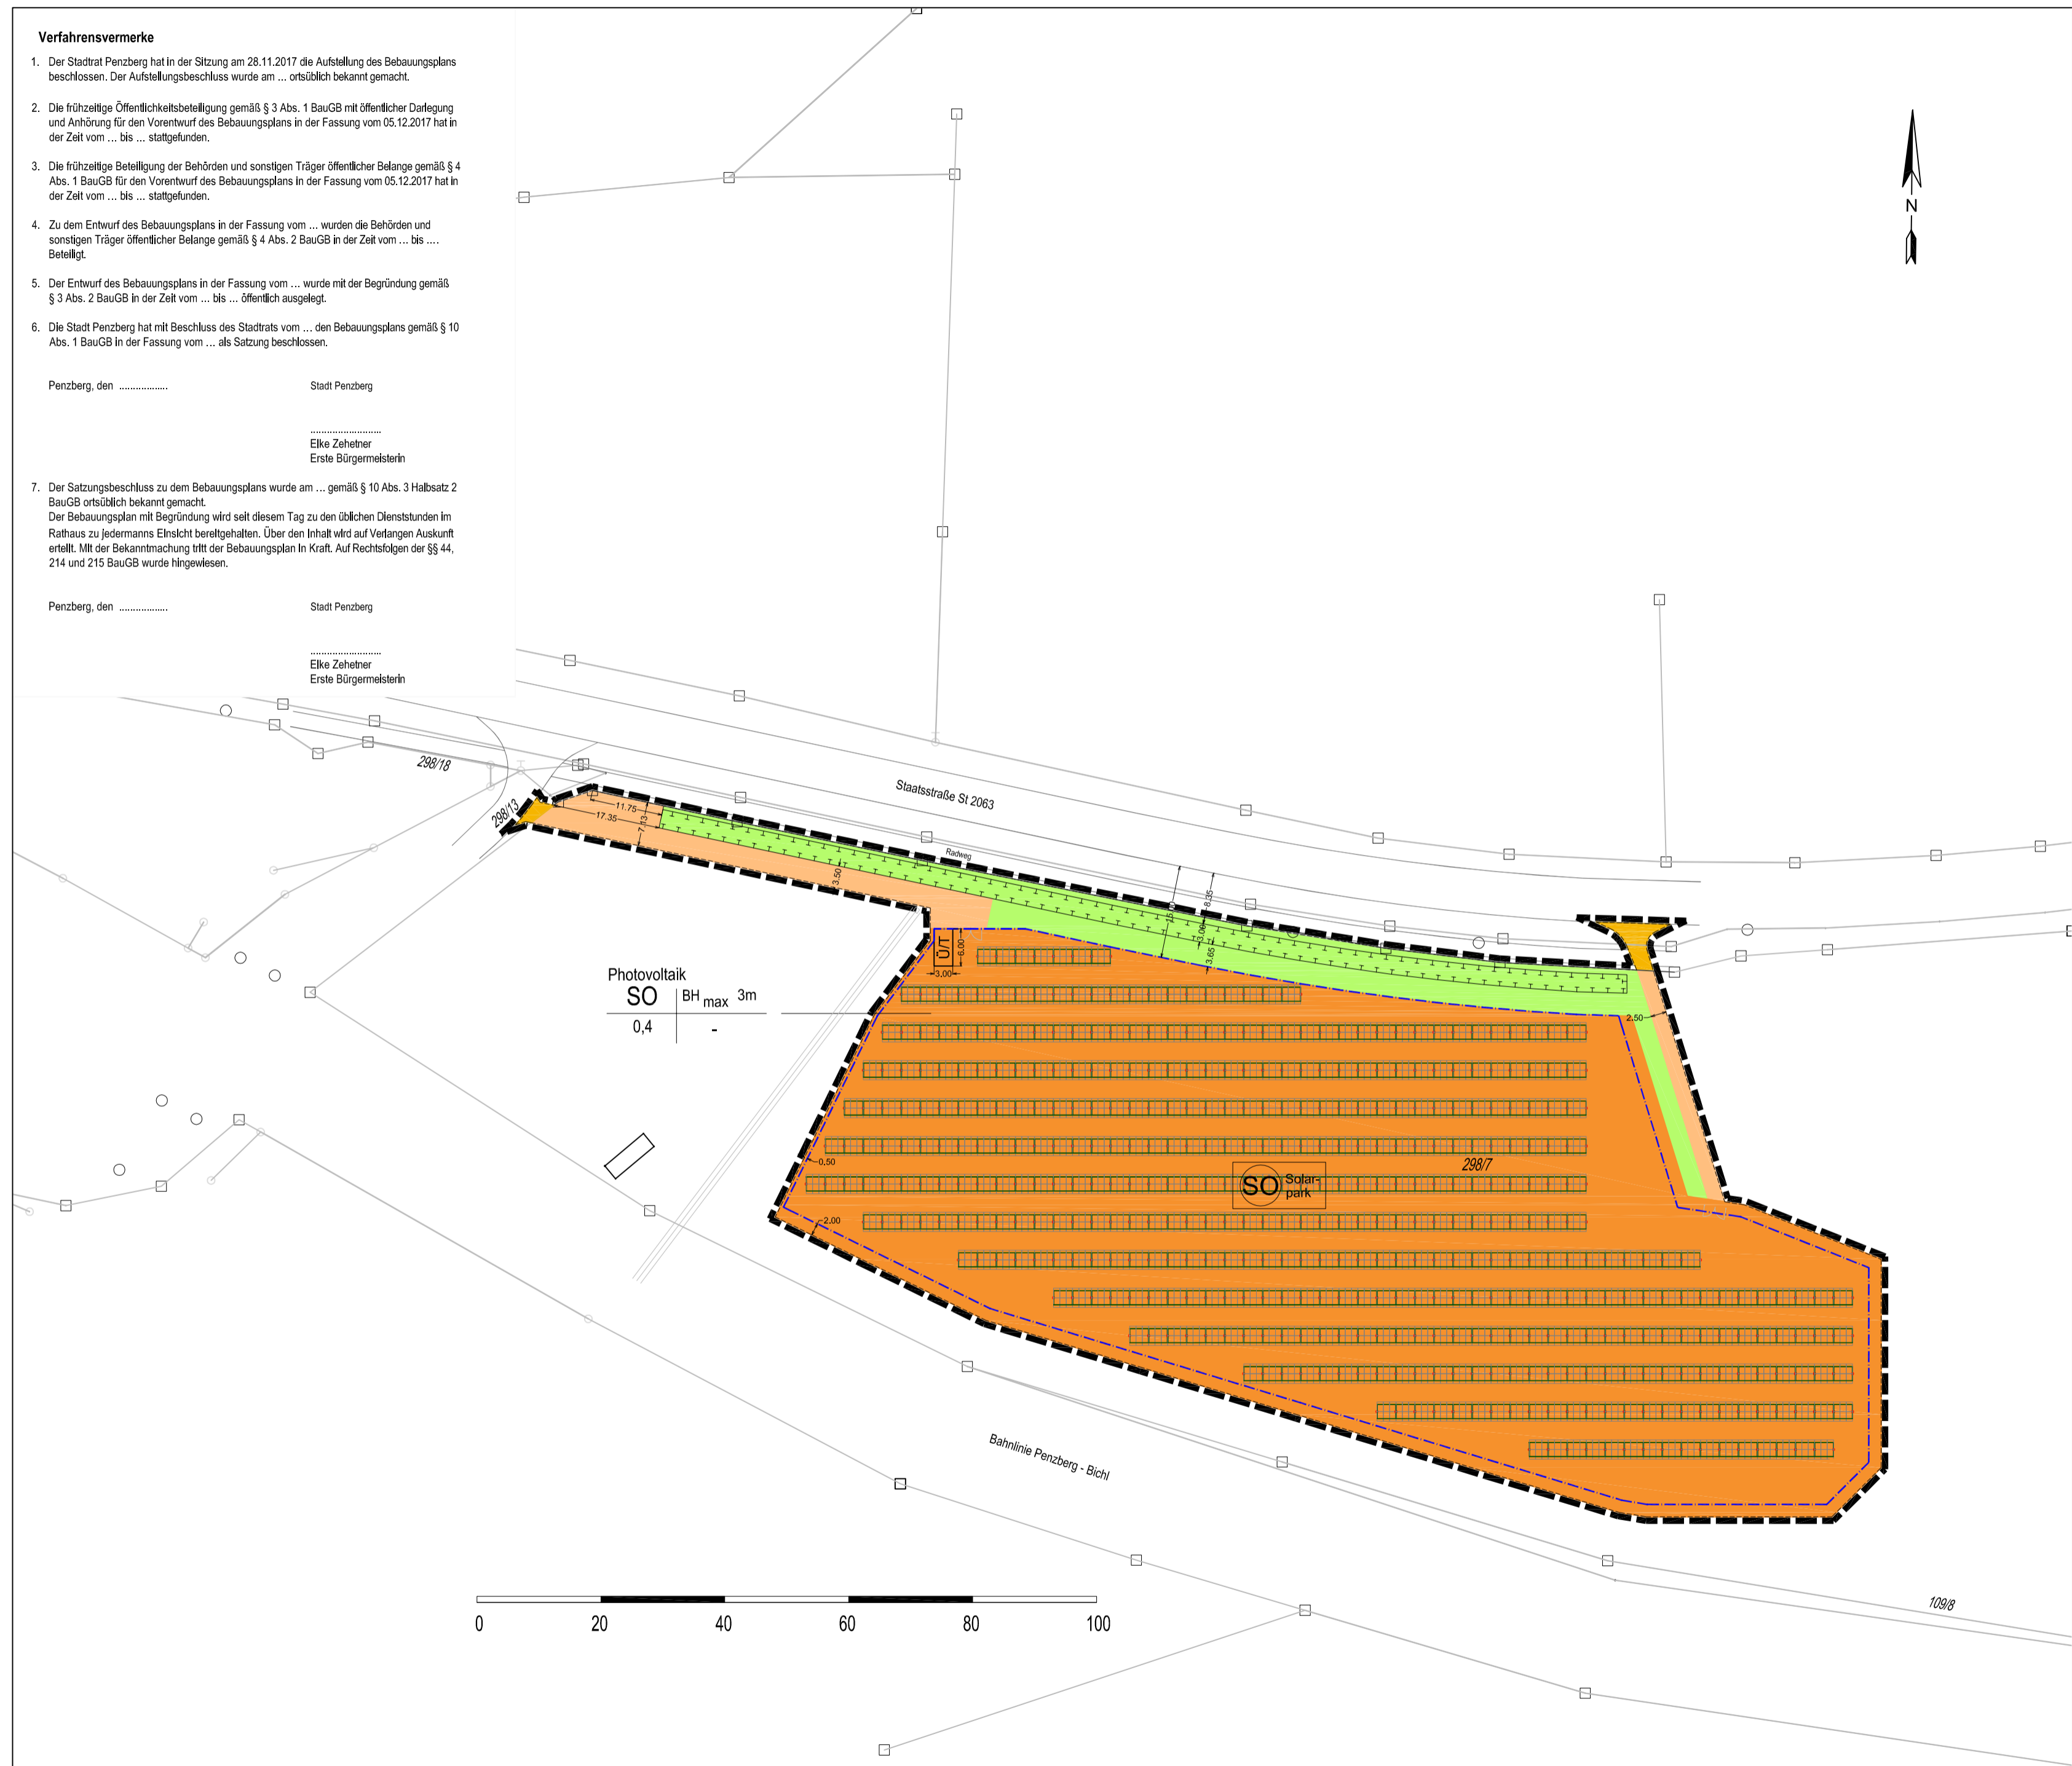 Verfahrensvermerke
1. Der Stadtrat Penzberg hat in der Sitzung am 28.11.2017 die Aufstellung des Bebauungsplans
beschlossen. Der Aufstellungsbeschluss wurde am ... ortsüblich bekannt gemacht.
2. Die frühzeitige Öffentlichkeitsbeteiligung gemäß § 3 Abs. 1 BauGB mit öffentlicher Darlegung
und Anhörung für den Vorentwurf des Bebauungsplans in der Fassung vom 05.12.2017 hat in
der Zeit vom ... bis ... stattgefunden.
3. Die frühzeitige Beteiligung der Behörden und sonstigen Träger öffentlicher Belange gemäß § 4
Abs. 1 BauGB für den Vorentwurf des Bebauungsplans in der Fassung vom 05.12.2017 hat in
der Zeit vom ... bis ... stattgefunden.
4. Zu dem Entwurf des Bebauungsplans in der Fassung vom ... wurden die Behörden und
sonstigen Träger öffentlicher Belange gemäß § 4 Abs. 2 BauGB in der Zeit vom ... bis ....
Beteiligt.
5. Der Entwurf des Bebauungsplans in der Fassung vom ... wurde mit der Begründung gemäß
§ 3 Abs. 2 BauGB in der Zeit vom ... bis ... öffentlich ausgelegt.
6. Die Stadt Penzberg hat mit Beschluss des Stadtrats vom ... den Bebauungsplans gemäß § 10
Abs. 1 BauGB in der Fassung vom ... als Satzung beschlossen.
Penzberg, den .................. Stadt Penzberg
..........................
Elke Zehetner
Erste Bürgermeisterin
7. Der Satzungsbeschluss zu dem Bebauungsplans wurde am ... gemäß § 10 Abs. 3 Halbsatz 2
BauGB ortsüblich bekannt gemacht.
Der Bebauungsplan mit Begründung wird seit diesem Tag zu den üblichen Dienststunden im
Rathaus zu jedermanns Einsicht bereitgehalten. Über den Inhalt wird auf Verlangen Auskunft
erteilt. Mit der Bekanntmachung tritt der Bebauungsplan in Kraft. Auf Rechtsfolgen der §§ 44,
214 und 215 BauGB wurde hingewiesen.
Penzberg, den .................. Stadt Penzberg
..........................
Elke Zehetner
Erste Bürgermeisterin
N
298/18
298/13
Staatsstraße St 2063
11.75
17.35
7.13
3.50
Radweg
8.35
3.00
3.65
Ü/T
6.00
3.00
Photovoltaik
SO BH max 3m
0,4 -
2.50
0,50
2.00
298/7
SO Solar-
park
Bahnlinie Penzberg - Bichl
109/8
0 20 40 60 80 100